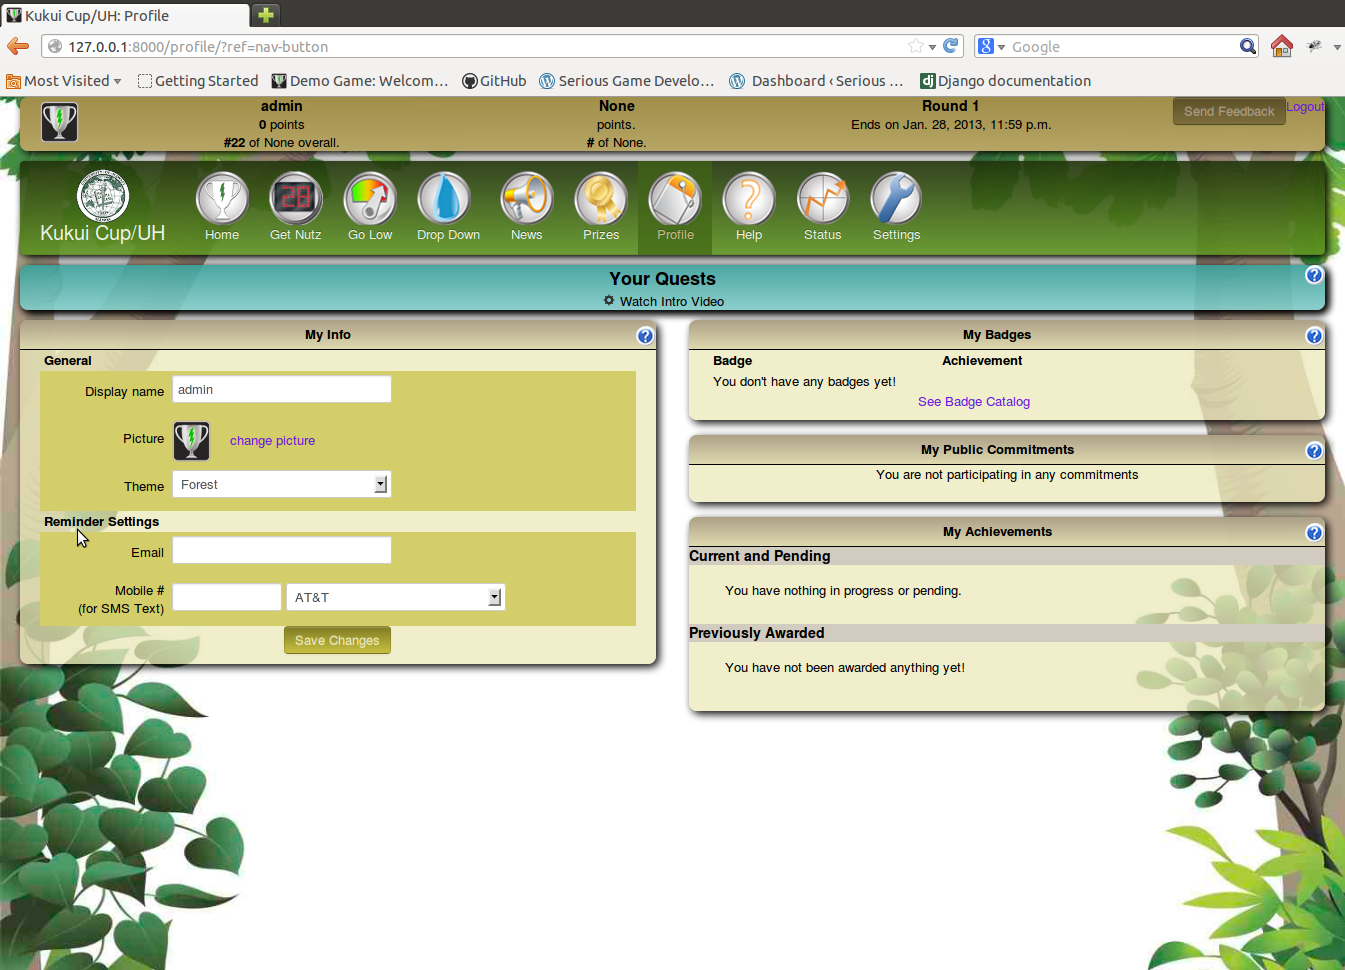 Kukui Cup/UH: Profile
127.0.0.1:8000/profile/?ref=nav-button
Google
Most Visited
Getting Started
Demo Game: Welcom...
GitHub
Serious Game Develo...
Dashboard ‹ Serious ...
Django documentation
admin
0 points
#22 of None overall.
None
points.
# of None.
Round 1
Ends on Jan. 28, 2013, 11:59 p.m.
Send Feedback
Logout
Kukui Cup/UH
Home
28
Get Nutz
Go Low
Drop Down
News
Prizes
Profile
Help
Status
Settings
Your Quests
Watch Intro Video
My Info
General
Display name
admin
Picture
change picture
Theme
Forest
Reminder Settings
Email
Mobile #
(for SMS Text)
AT&T
Save Changes
My Badges
Badge
Achievement
You don't have any badges yet!
See Badge Catalog
My Public Commitments
You are not participating in any commitments
My Achievements
Current and Pending
You have nothing in progress or pending.
Previously Awarded
You have not been awarded anything yet!